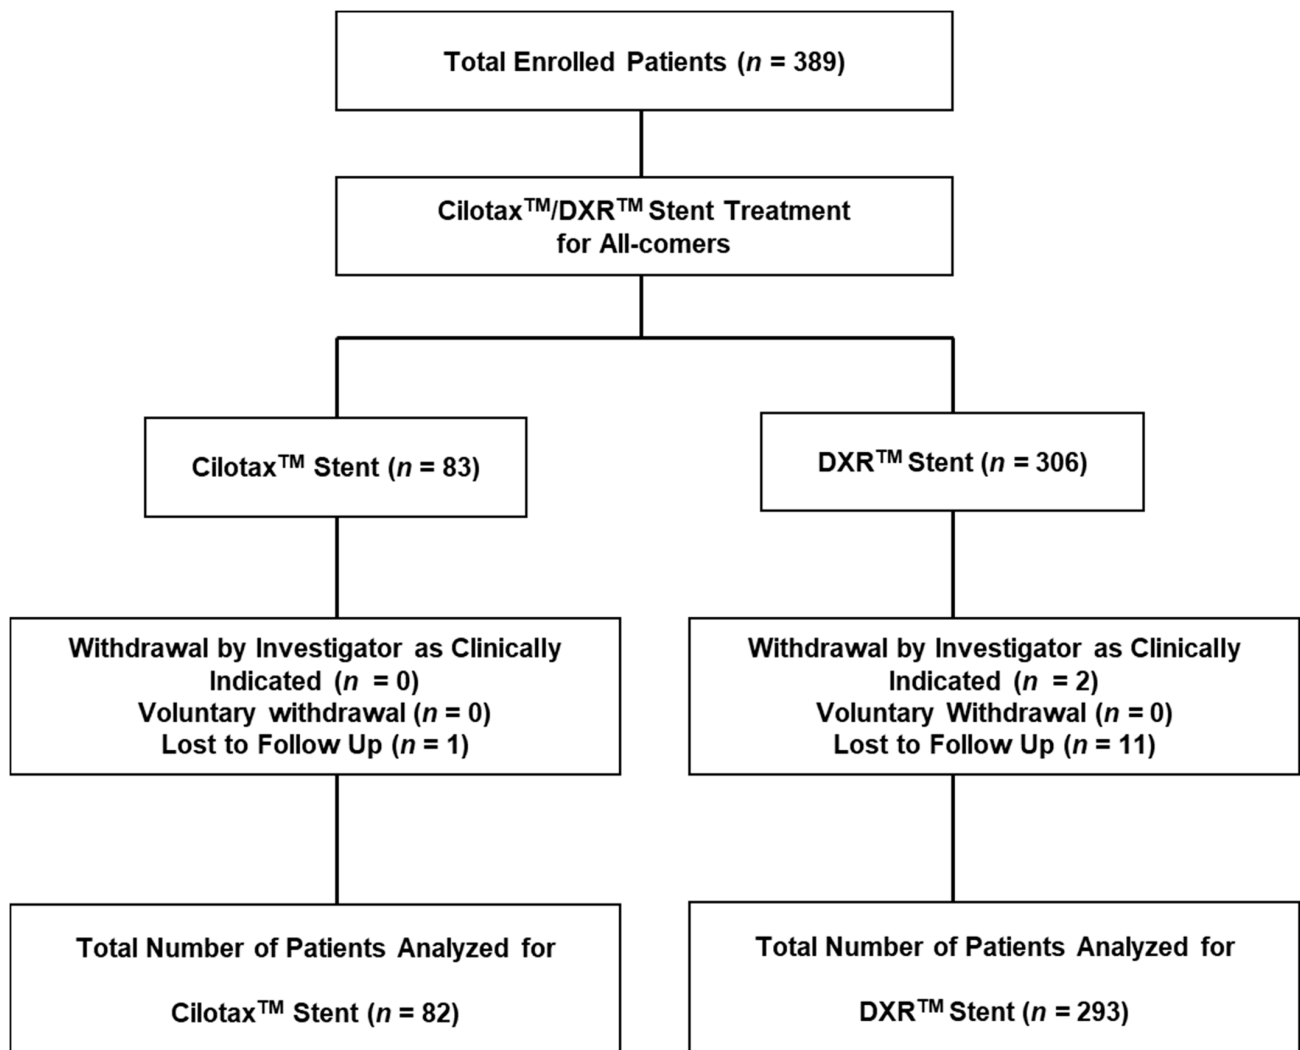 Total Enrolled Patients (n = 389)
Cilotax™/DXR™ Stent Treatment
for All-comers
Cilotax™ Stent (n = 83)
DXR™ Stent (n = 306)
Withdrawal by Investigator as Clinically
Indicated (n = 0)
Voluntary withdrawal (n = 0)
Lost to Follow Up (n = 1)
Withdrawal by Investigator as Clinically
Indicated (n = 2)
Voluntary Withdrawal (n = 0)
Lost to Follow Up (n = 11)
Total Number of Patients Analyzed for
Cilotax™ Stent (n = 82)
Total Number of Patients Analyzed for
DXR™ Stent (n = 293)